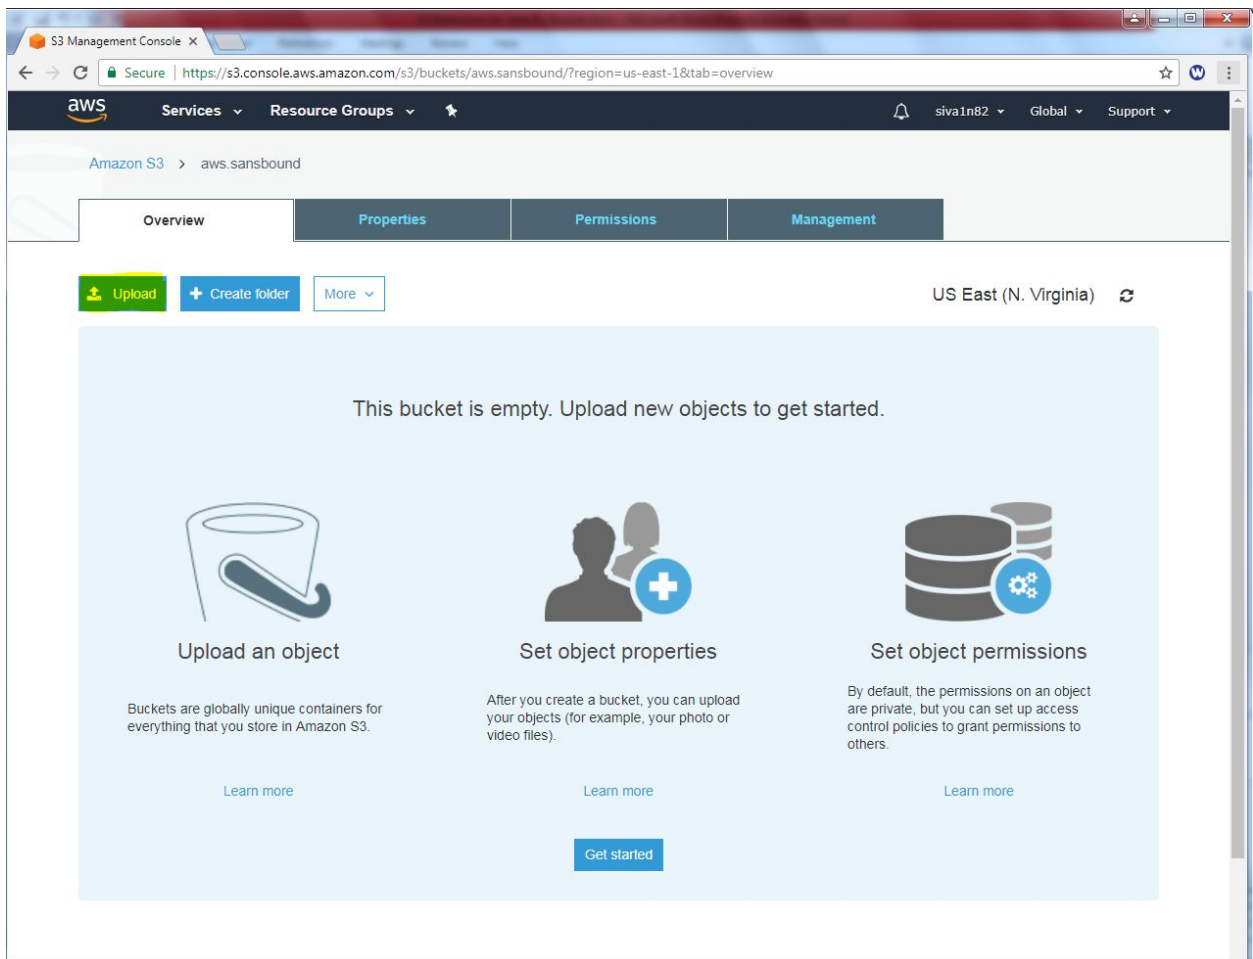 S3 Management Console
Secure | https://s3.console.aws.amazon.com/s3/buckets/aws.sansbound/?region=us-east-1&tab=overview
W
aws Services Resource Groups siva1n82 Global Support
Amazon S3 > aws.sansbound
Overview Properties Permissions Management
Upload + Create folder More US East (N. Virginia)
This bucket is empty. Upload new objects to get started.
Upload an object
Buckets are globally unique containers for
everything that you store in Amazon S3.
Learn more
Set object properties
After you create a bucket, you can upload
your objects (for example, your photo or
video files).
Learn more
Set object permissions
By default, the permissions on an object
are private, but you can set up access
control policies to grant permissions to
others.
Learn more
Get started